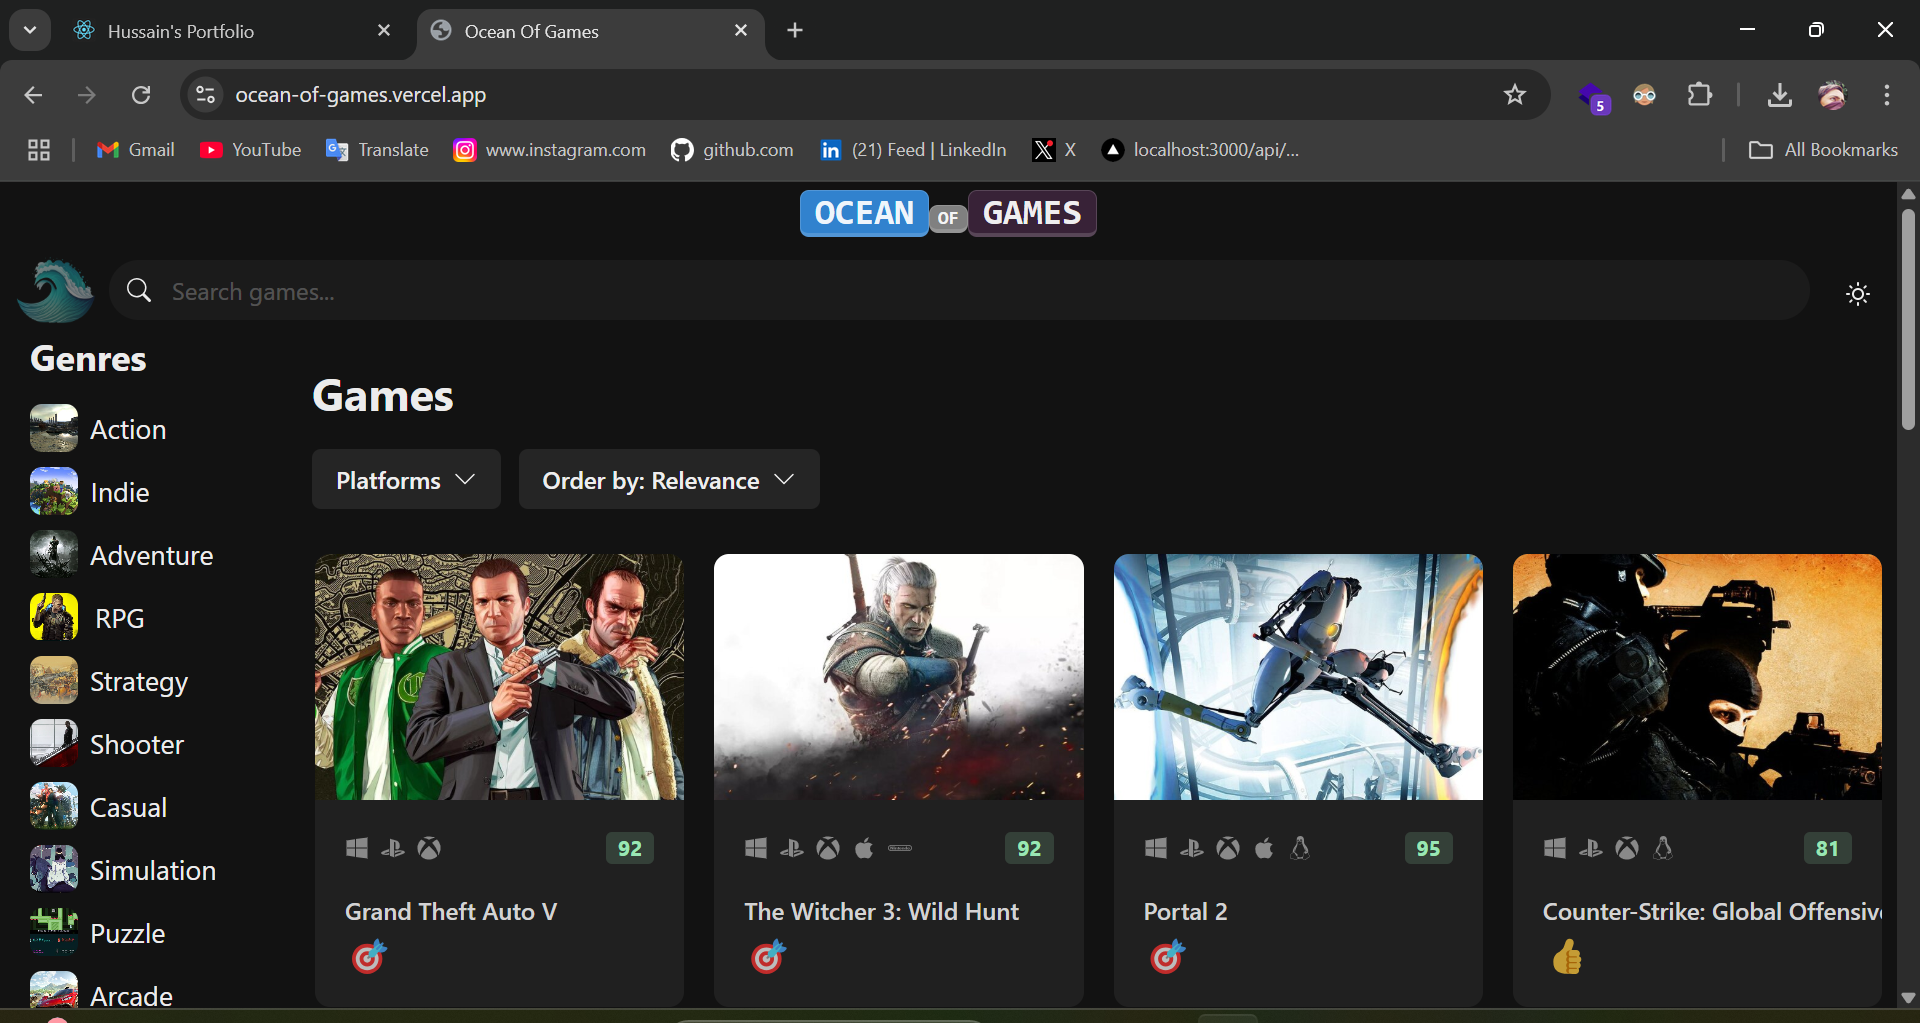 Hussain's Portfolio
Ocean Of Games
ocean-of-games.vercel.app
5
Gmail
YouTube
Translate
www.instagram.com
github.com
(21) Feed | LinkedIn
X
localhost:3000/api/...
All Bookmarks
OCEAN OF GAMES
Search games...
Genres
Action
Indie
Adventure
RPG
Strategy
Shooter
Casual
Simulation
Puzzle
Arcade
Games
Platforms
Order by: Relevance
92
Grand Theft Auto V
92
The Witcher 3: Wild Hunt
95
Portal 2
81
Counter-Strike: Global Offensive